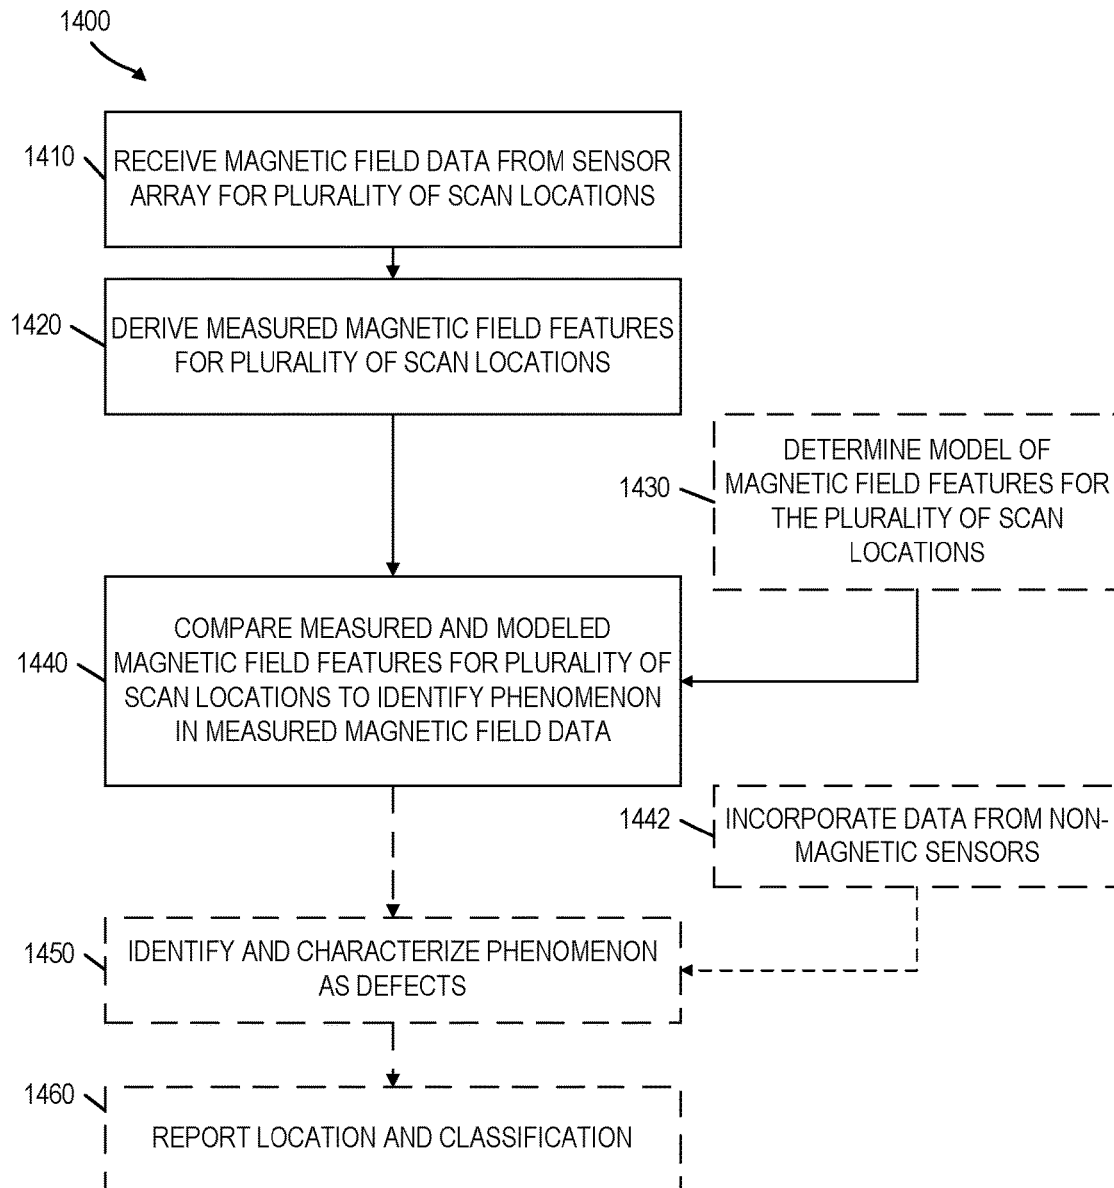 1400
1410
RECEIVE MAGNETIC FIELD DATA FROM SENSOR
ARRAY FOR PLURALITY OF SCAN LOCATIONS
1420
DERIVE MEASURED MAGNETIC FIELD FEATURES
FOR PLURALITY OF SCAN LOCATIONS
1430
DETERMINE MODEL OF
MAGNETIC FIELD FEATURES FOR
THE PLURALITY OF SCAN
LOCATIONS
1440
COMPARE MEASURED AND MODELED
MAGNETIC FIELD FEATURES FOR PLURALITY OF
SCAN LOCATIONS TO IDENTIFY PHENOMENON
IN MEASURED MAGNETIC FIELD DATA
1442
INCORPORATE DATA FROM NON-
MAGNETIC SENSORS
1450
IDENTIFY AND CHARACTERIZE PHENOMENON
AS DEFECTS
1460
REPORT LOCATION AND CLASSIFICATION